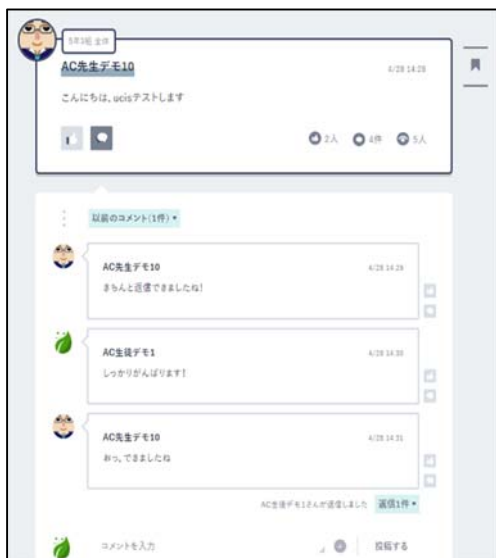 5年3組 全体
AC先生デモ10
4/28 14:28
こんにちは、ucisテストします
2人 4件 5人
以前のコメント(1件)
AC先生デモ10
4/28 14:29
きちんと返信できましたね!
AC生徒デモ1
4/28 14:30
しっかりがんばります!
AC先生デモ10
4/28 14:31
おっ、できましたね
AC生徒デモ1さんが返信しました 返信1件
コメントを入力 投稿する